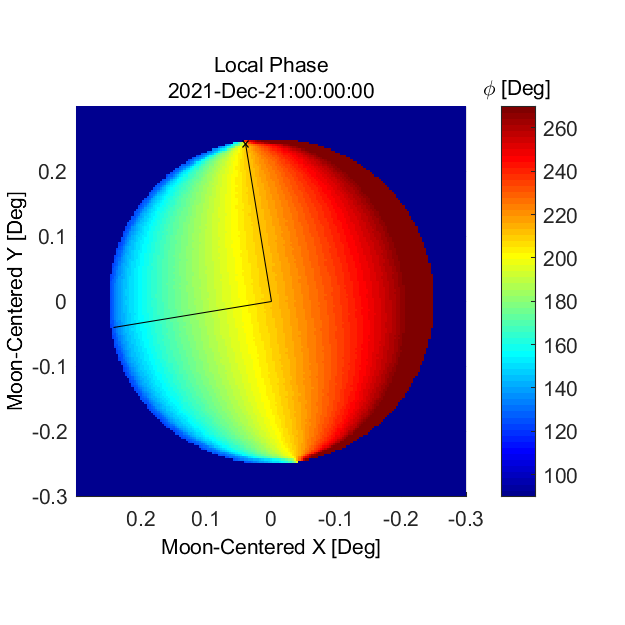 Local Phase
2021-Dec-21:00:00:00:00
ϕ [Deg]
Moon-Centered Y [Deg]
0.2
0.1
0
-0.1
-0.2
-0.3
0.2 0.1 0 -0.1 -0.2 -0.3
Moon-Centered X [Deg]
260
240
220
200
180
160
140
120
100